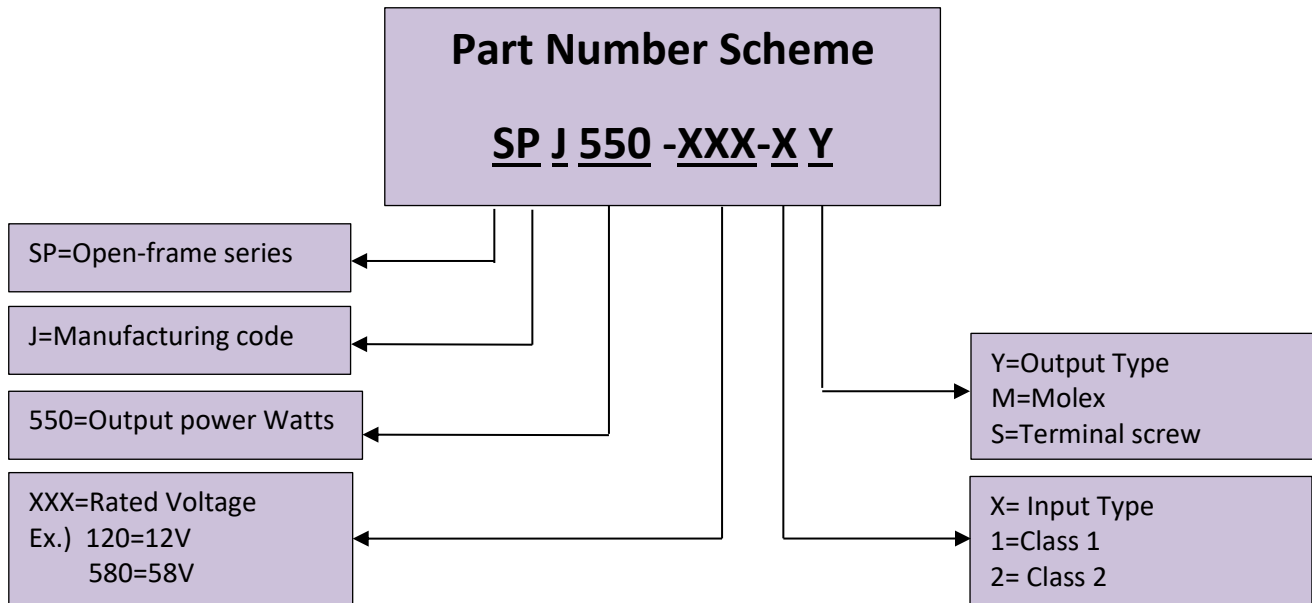 Part Number Scheme
SP J 550 -XXX-X Y
SP=Open-frame series
J=Manufacturing code
550=Output power Watts
XXX=Rated Voltage
Ex.) 120=12V
580=58V
Y=Output Type
M=Molex
S=Terminal screw
X= Input Type
1=Class 1
2= Class 2